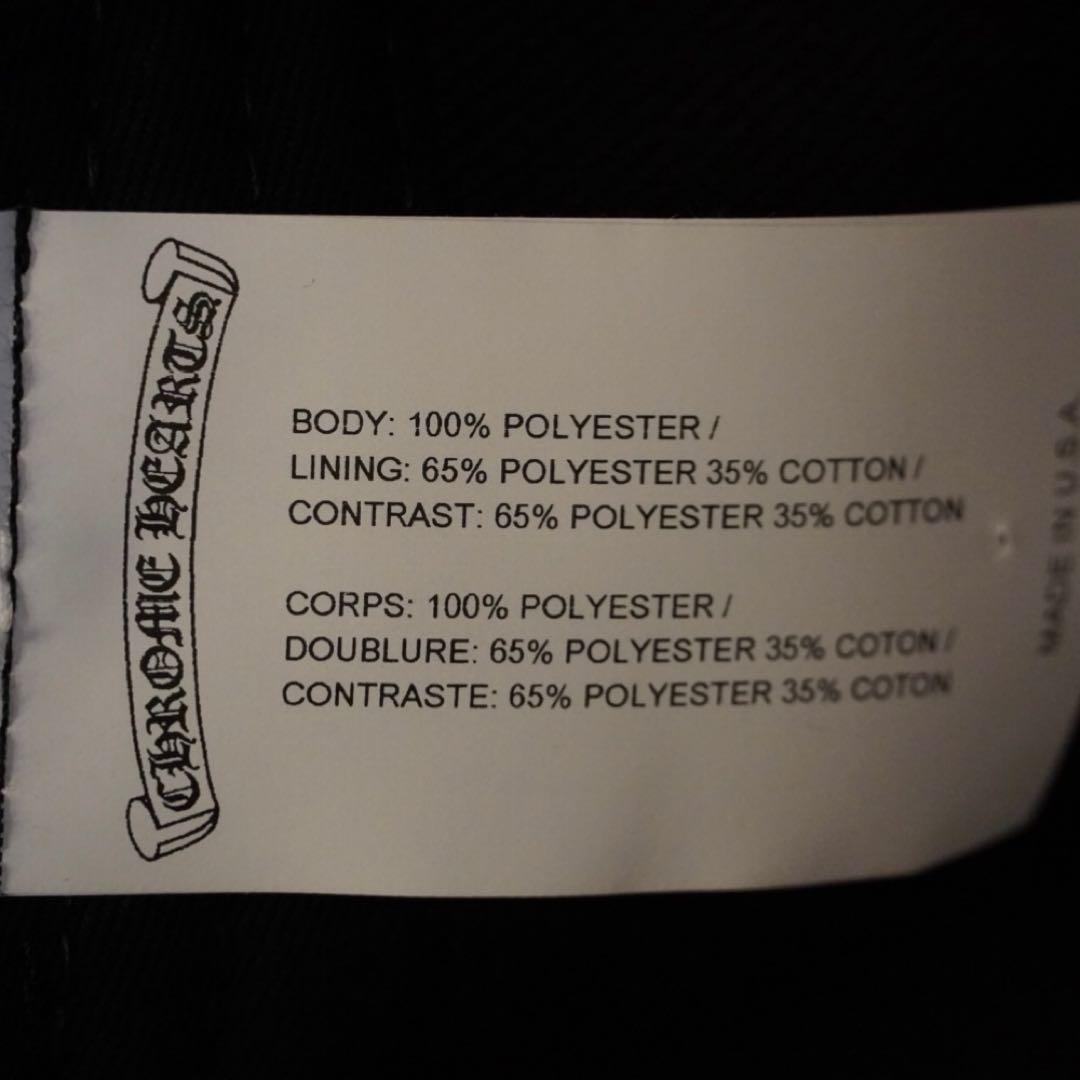 CHROME HEARTS
BODY: 100% POLYESTER /
LINING: 65% POLYESTER 35% COTTON /
CONTRAST: 65% POLYESTER 35% COTTON
CORPS: 100% POLYESTER /
DOUBLURE: 65% POLYESTER 35% COTON /
CONTRASTE: 65% POLYESTER 35% COTON
MADE IN U.S.A.